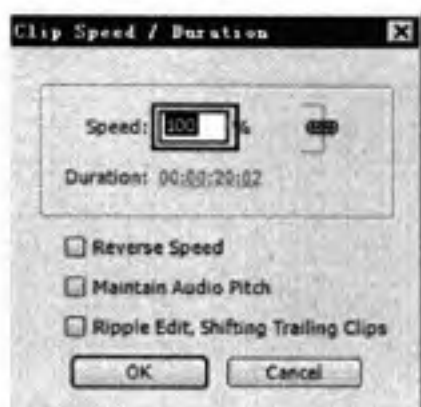 Clip Speed / Duration
Speed: 100 %
Duration: 00:00:20:02
Reverse Speed
Maintain Audio Pitch
Ripple Edit, Shifting Trailing Clips
OK Cancel